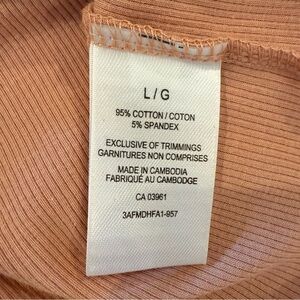 L / G
95% COTTON / COTON
5% SPANDEX
EXCLUSIVE OF TRIMMINGS
GARNITURES NON COMPRISES
MADE IN CAMBODIA
FABRIQUÉ AU CAMBODGE
CA 03961
3AFMDHFA1-957